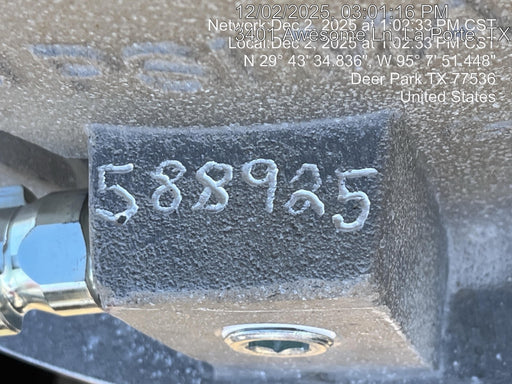 12/02/2025, 03:01:16 PM
Network:Dec 2, 2025 at 1:02:33 PM CST
Local:Dec 2, 2025 at 1:02:33 PM CST
3401 Awesome Ln, La Porte, TX
N 29° 43' 34.836", W 95° 7' 51.448"
Deer Park TX 77536
United States
588925